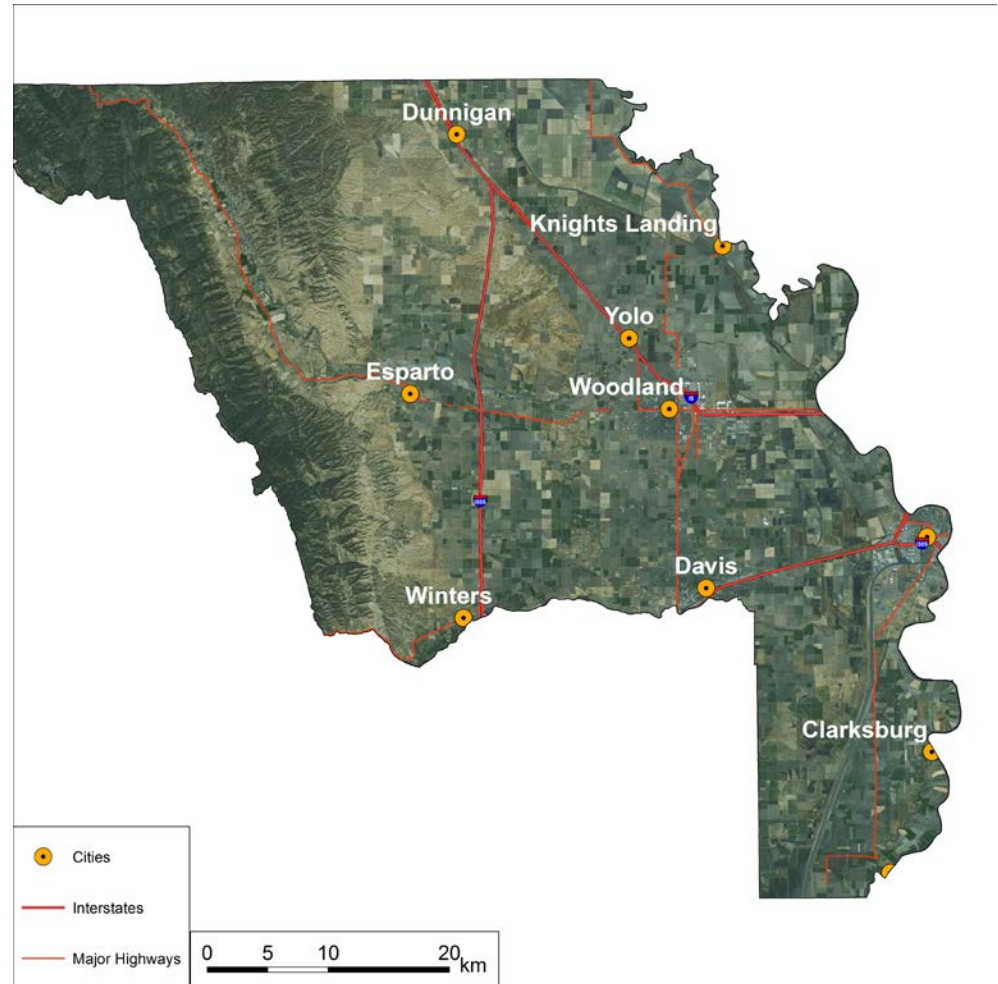 Dunnigan
Knights Landing
Yolo
Esparto
Woodland
Davis
Winters
Clarksburg
Cities
Interstates
Major Highways
0 5 10 20
km